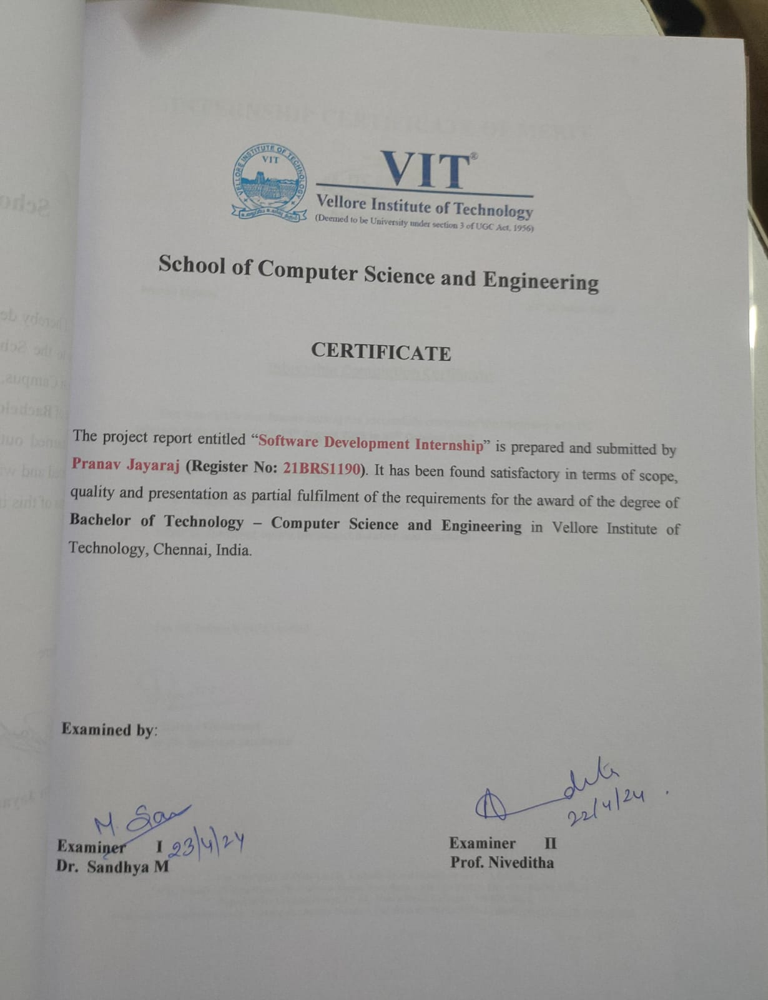 VELLORE INSTITUTE OF TECHNOLOGY
VIT
VIT®
Vellore Institute of Technology
(Deemed to be University under section 3 of UGC Act, 1956)
School of Computer Science and Engineering
CERTIFICATE
The project report entitled “Software Development Internship” is prepared and submitted by
Pranav Jayaraj (Register No: 21BRS1190). It has been found satisfactory in terms of scope,
quality and presentation as partial fulfilment of the requirements for the award of the degree of
Bachelor of Technology – Computer Science and Engineering in Vellore Institute of
Technology, Chennai, India.
Examined by:
M.
22/4/24
Examiner I 23/4/24
Dr. Sandhya M
Examiner II
Prof. Niveditha